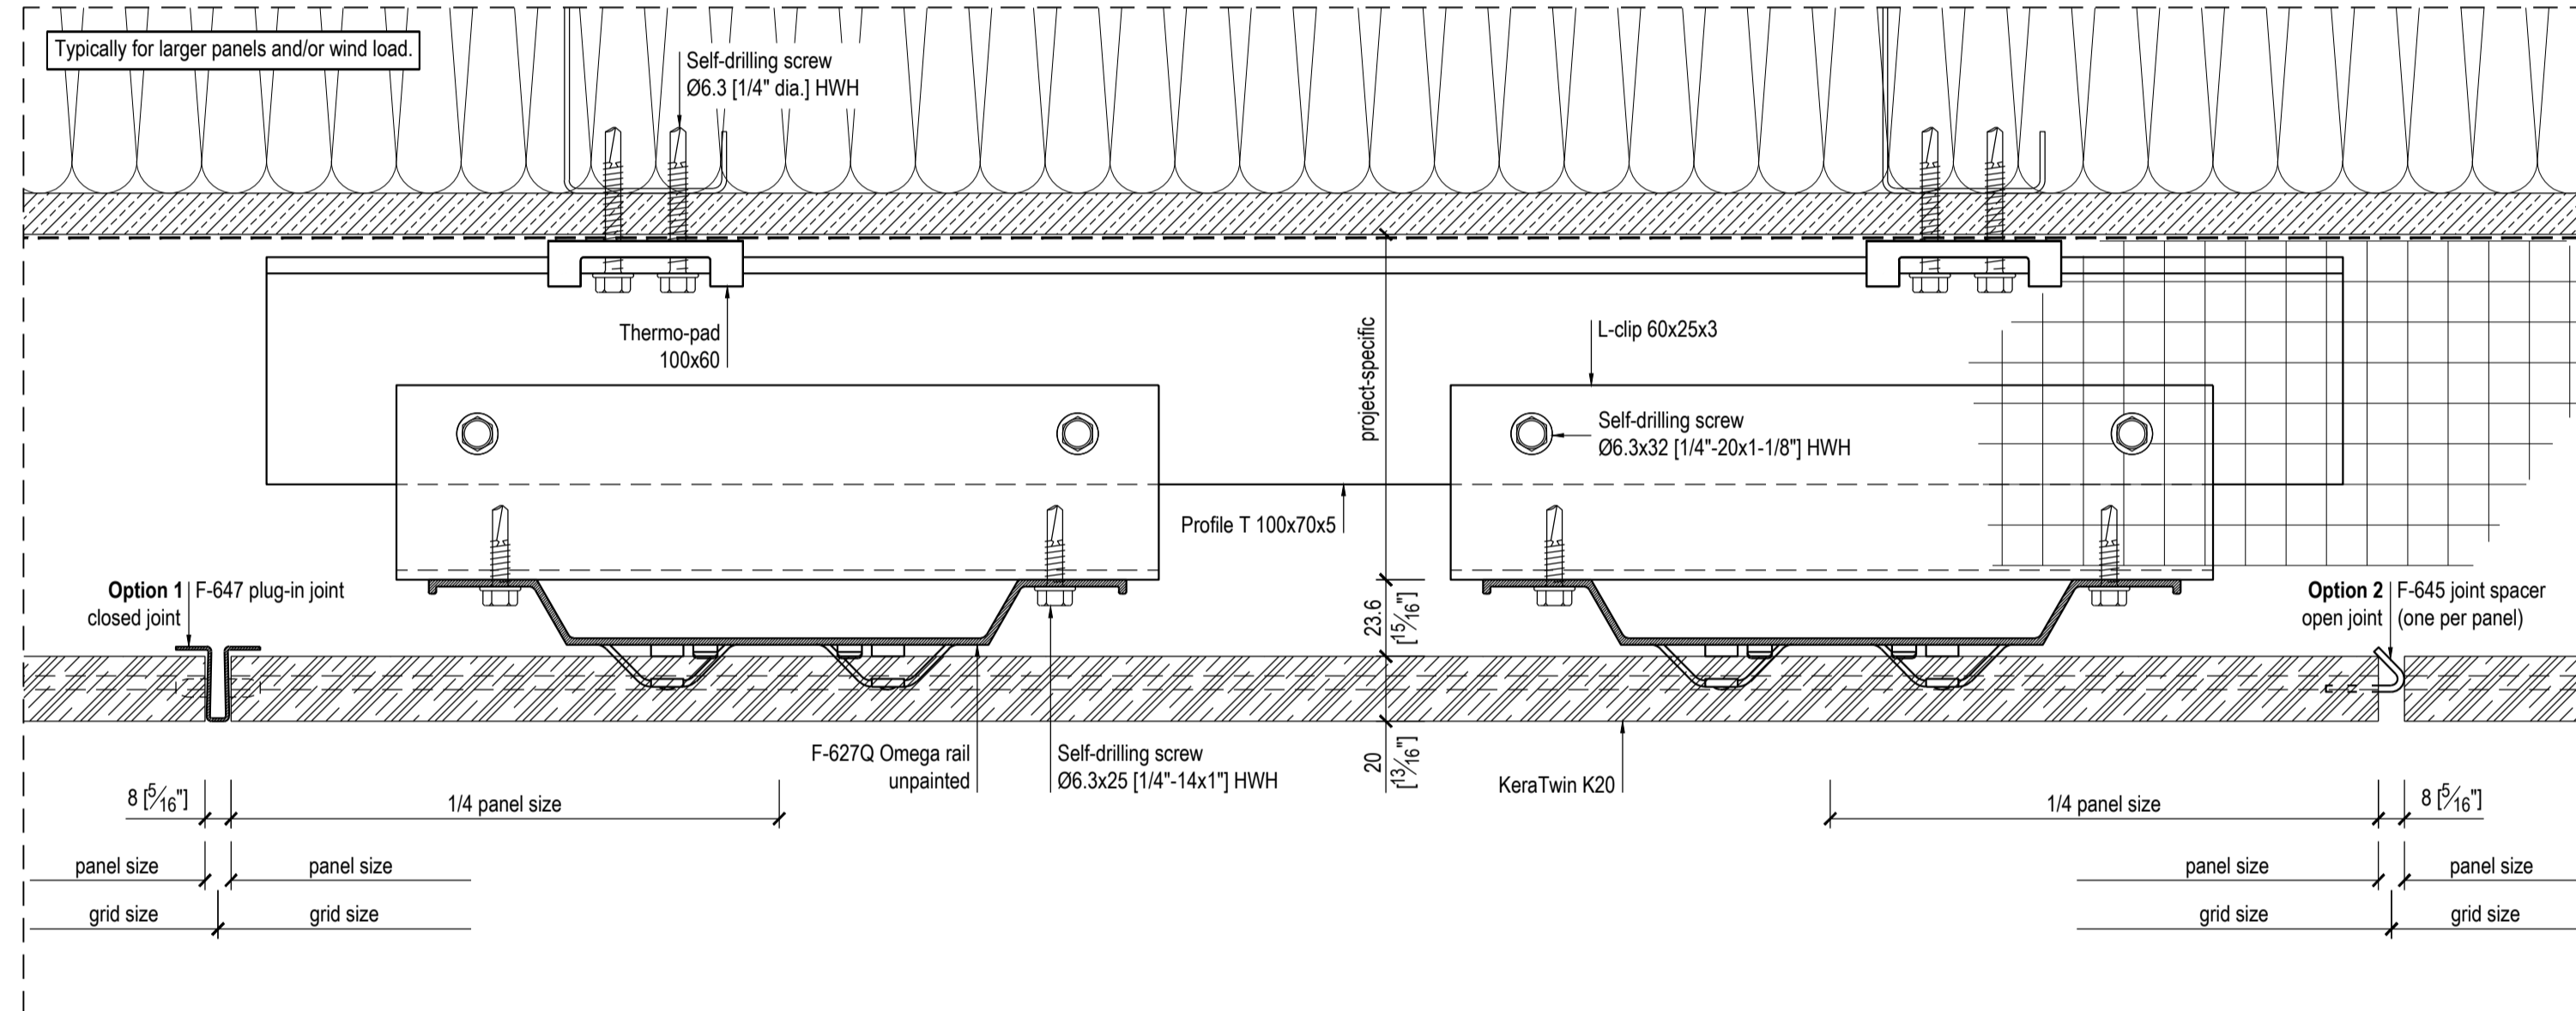 Typically for larger panels and/or wind load.
Self-drilling screw
Ø6.3 [1/4" dia.] HWH
Thermo-pad
100x60
project-specific
L-clip 60x25x3
Self-drilling screw
Ø6.3x32 [1/4"-20x1-1/8"] HWH
Profile T 100x70x5
Option 1 F-647 plug-in joint
closed joint
23.6
[15/16"]
Option 2 F-645 joint spacer
open joint (one per panel)
F-627Q Omega rail
unpainted
Self-drilling screw
Ø6.3x25 [1/4"-14x1"] HWH
20
[13/16"]
KeraTwin K20
8 [5/16"]
1/4 panel size
1/4 panel size
8 [5/16"]
panel size
panel size
panel size
panel size
grid size
grid size
grid size
grid size